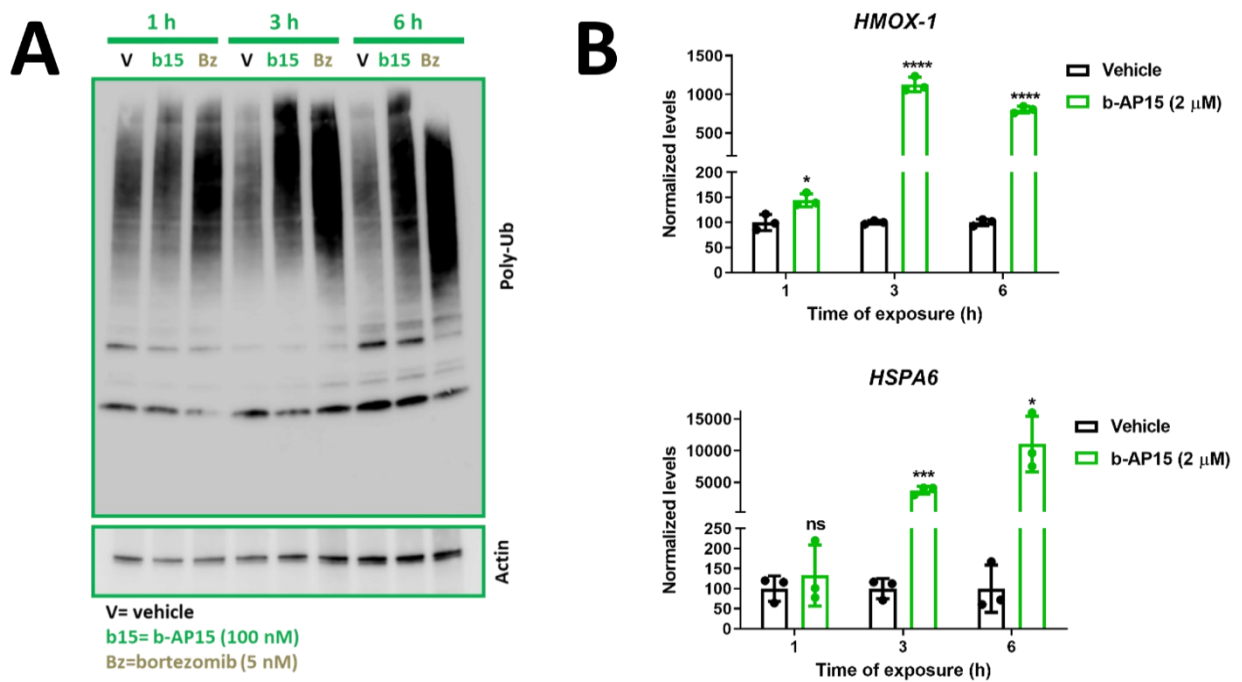 A
1 h 3 h 6 h
V b15 Bz V b15 Bz V b15 Bz
Poly-Ub
Actin
V= vehicle
b15= b-AP15 (100 nM)
Bz=bortezomib (5 nM)
B
HMOX-1
Normalized levels
1500
1000
500
200
150
100
50
0
*
****
****
1 3 6
Time of exposure (h)
Vehicle
b-AP15 (2 μM)
HSPA6
Normalized levels
15000
10000
5000
250
200
150
100
50
0
ns
***
*
1 3 6
Time of exposure (h)
Vehicle
b-AP15 (2 μM)